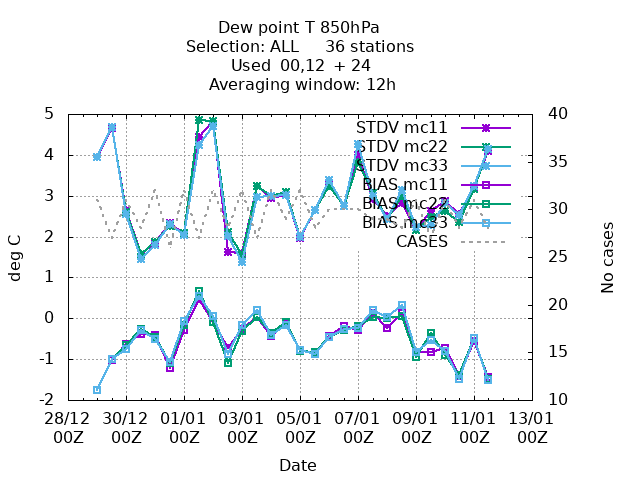 Dew point T 850hPa
Selection: ALL 36 stations
Used 00,12 + 24
Averaging window: 12h
5 40
STDV mc11
STDV mc22
4 35
STDV mc33
BIAS mc11
3 30
BIAS mc22
BIAS mc33
CASES
2 25
1
0 20
-1 15
-2 10
deg C
No cases
28/12 30/12 01/01 03/01 05/01 07/01 09/01 11/01 13/01
00Z 00Z 00Z 00Z 00Z 00Z 00Z 00Z 00Z
Date